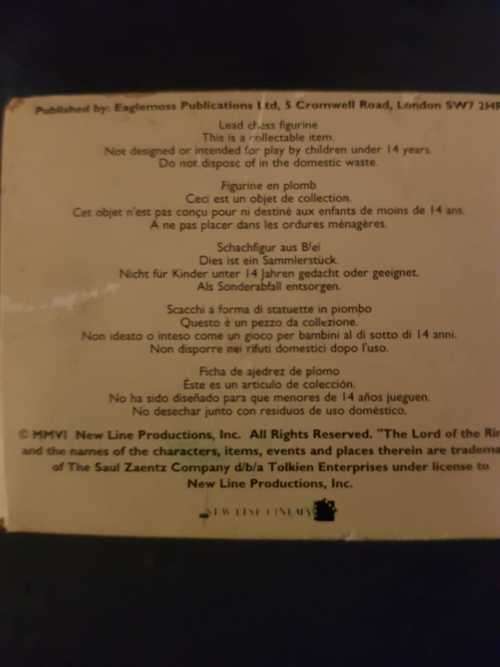 Published by: Eaglemoss Publications Ltd, 5 Cromwell Road, London SW7 2HR
Lead chess figurine
This is a collectable item.
Not designed or intended for play by children under 14 years.
Do not dispose of in the domestic waste.
Figurine en plomb
Ceci est un objet de collection.
Cet objet n'est pas conçu pour ni destiné aux enfants de moins de 14 ans.
À ne pas placer dans les ordures ménagères.
Schachfigur aus Blei
Dies ist ein Sammlerstück.
Nicht für Kinder unter 14 Jahren gedacht oder geeignet.
Als Sonderabfall entsorgen.
Scacchi a forma di statuette in piombo
Questo è un pezzo da collezione.
Non ideato o inteso come un gioco per bambini al di sotto di 14 anni.
Non disporre nei rifiuti domestici dopo l'uso.
Ficha de ajedrez de plomo
Éste es un artículo de colección.
No ha sido diseñado para que menores de 14 años jueguen.
No desechar junto con residuos de uso doméstico.
© MMVI New Line Productions, Inc. All Rights Reserved. "The Lord of the Rin
and the names of the characters, items, events and places therein are tradema
of The Saul Zaentz Company d/b/a Tolkien Enterprises under license to
New Line Productions, Inc.
NEW LINE CINEMA